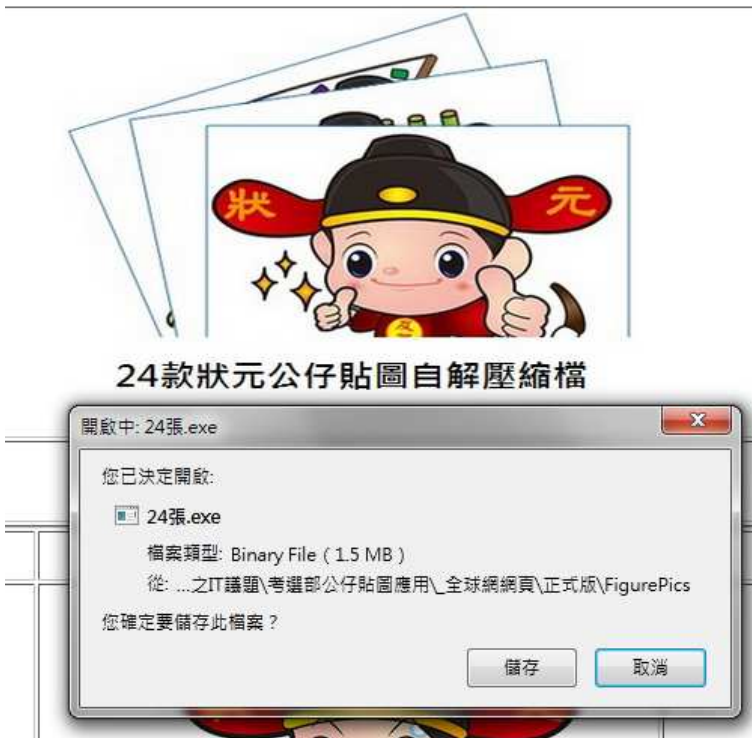 狀 元
24款狀元公仔貼圖自解壓縮檔
開啟中: 24張.exe
您已決定開啟:
24張.exe
檔案類型: Binary File ( 1.5 MB )
從: ...之IT議題\考選部公仔貼圖應用\_全球網網頁\正式版\FigurePics
您確定要儲存此檔案？
儲存 取消